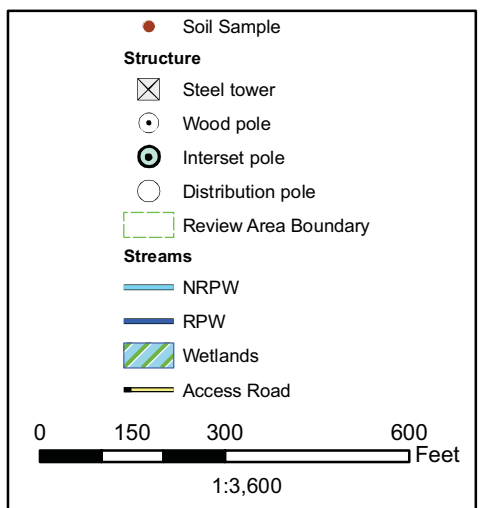 Soil Sample
Structure
Steel tower
Wood pole
Interset pole
Distribution pole
Review Area Boundary
Streams
NRPW
RPW
Wetlands
Access Road
0 150 300 600
Feet
1:3,600